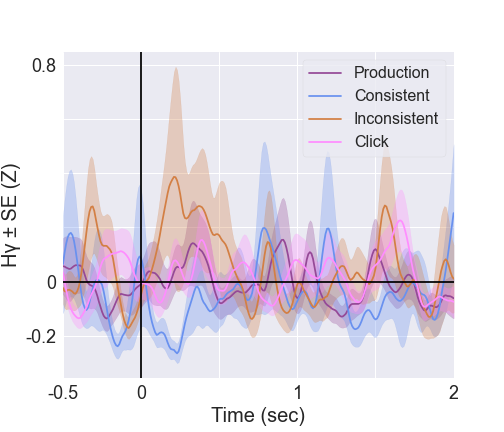 Hγ ± SE (Z)
0.8
0
-0.2
Production
Consistent
Inconsistent
Click
-0.5 0 1 2
Time (sec)